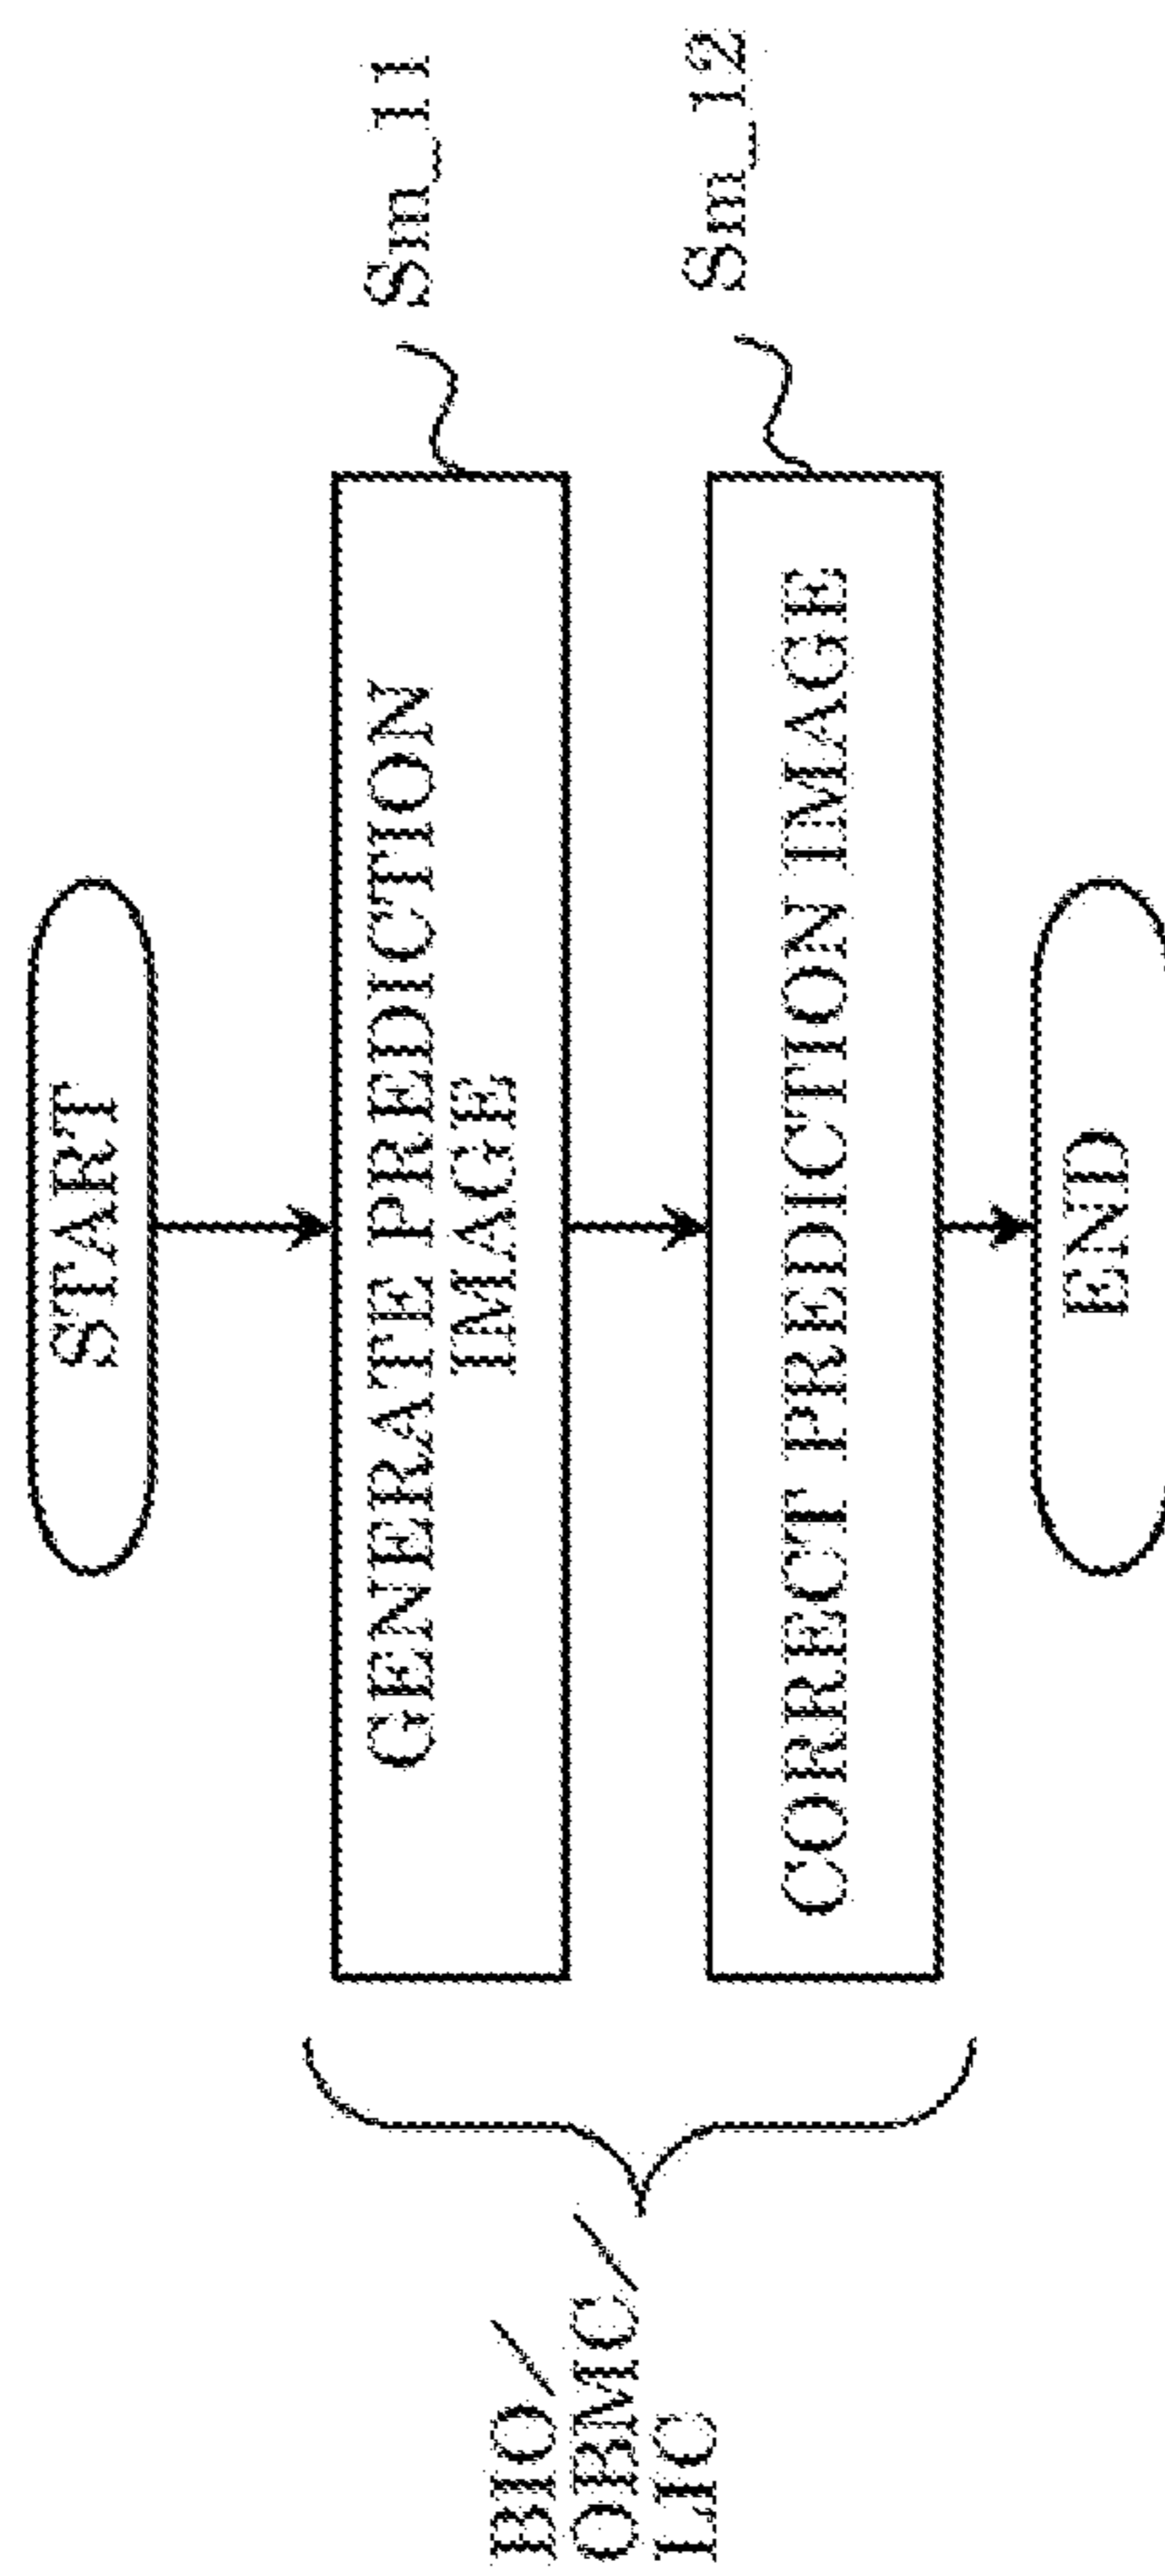 START
GENERATE PREDICTION
IMAGE
Sm_11
CORRECT PREDICTION IMAGE
Sm_12
BIO/
OBMC/
LIC
END